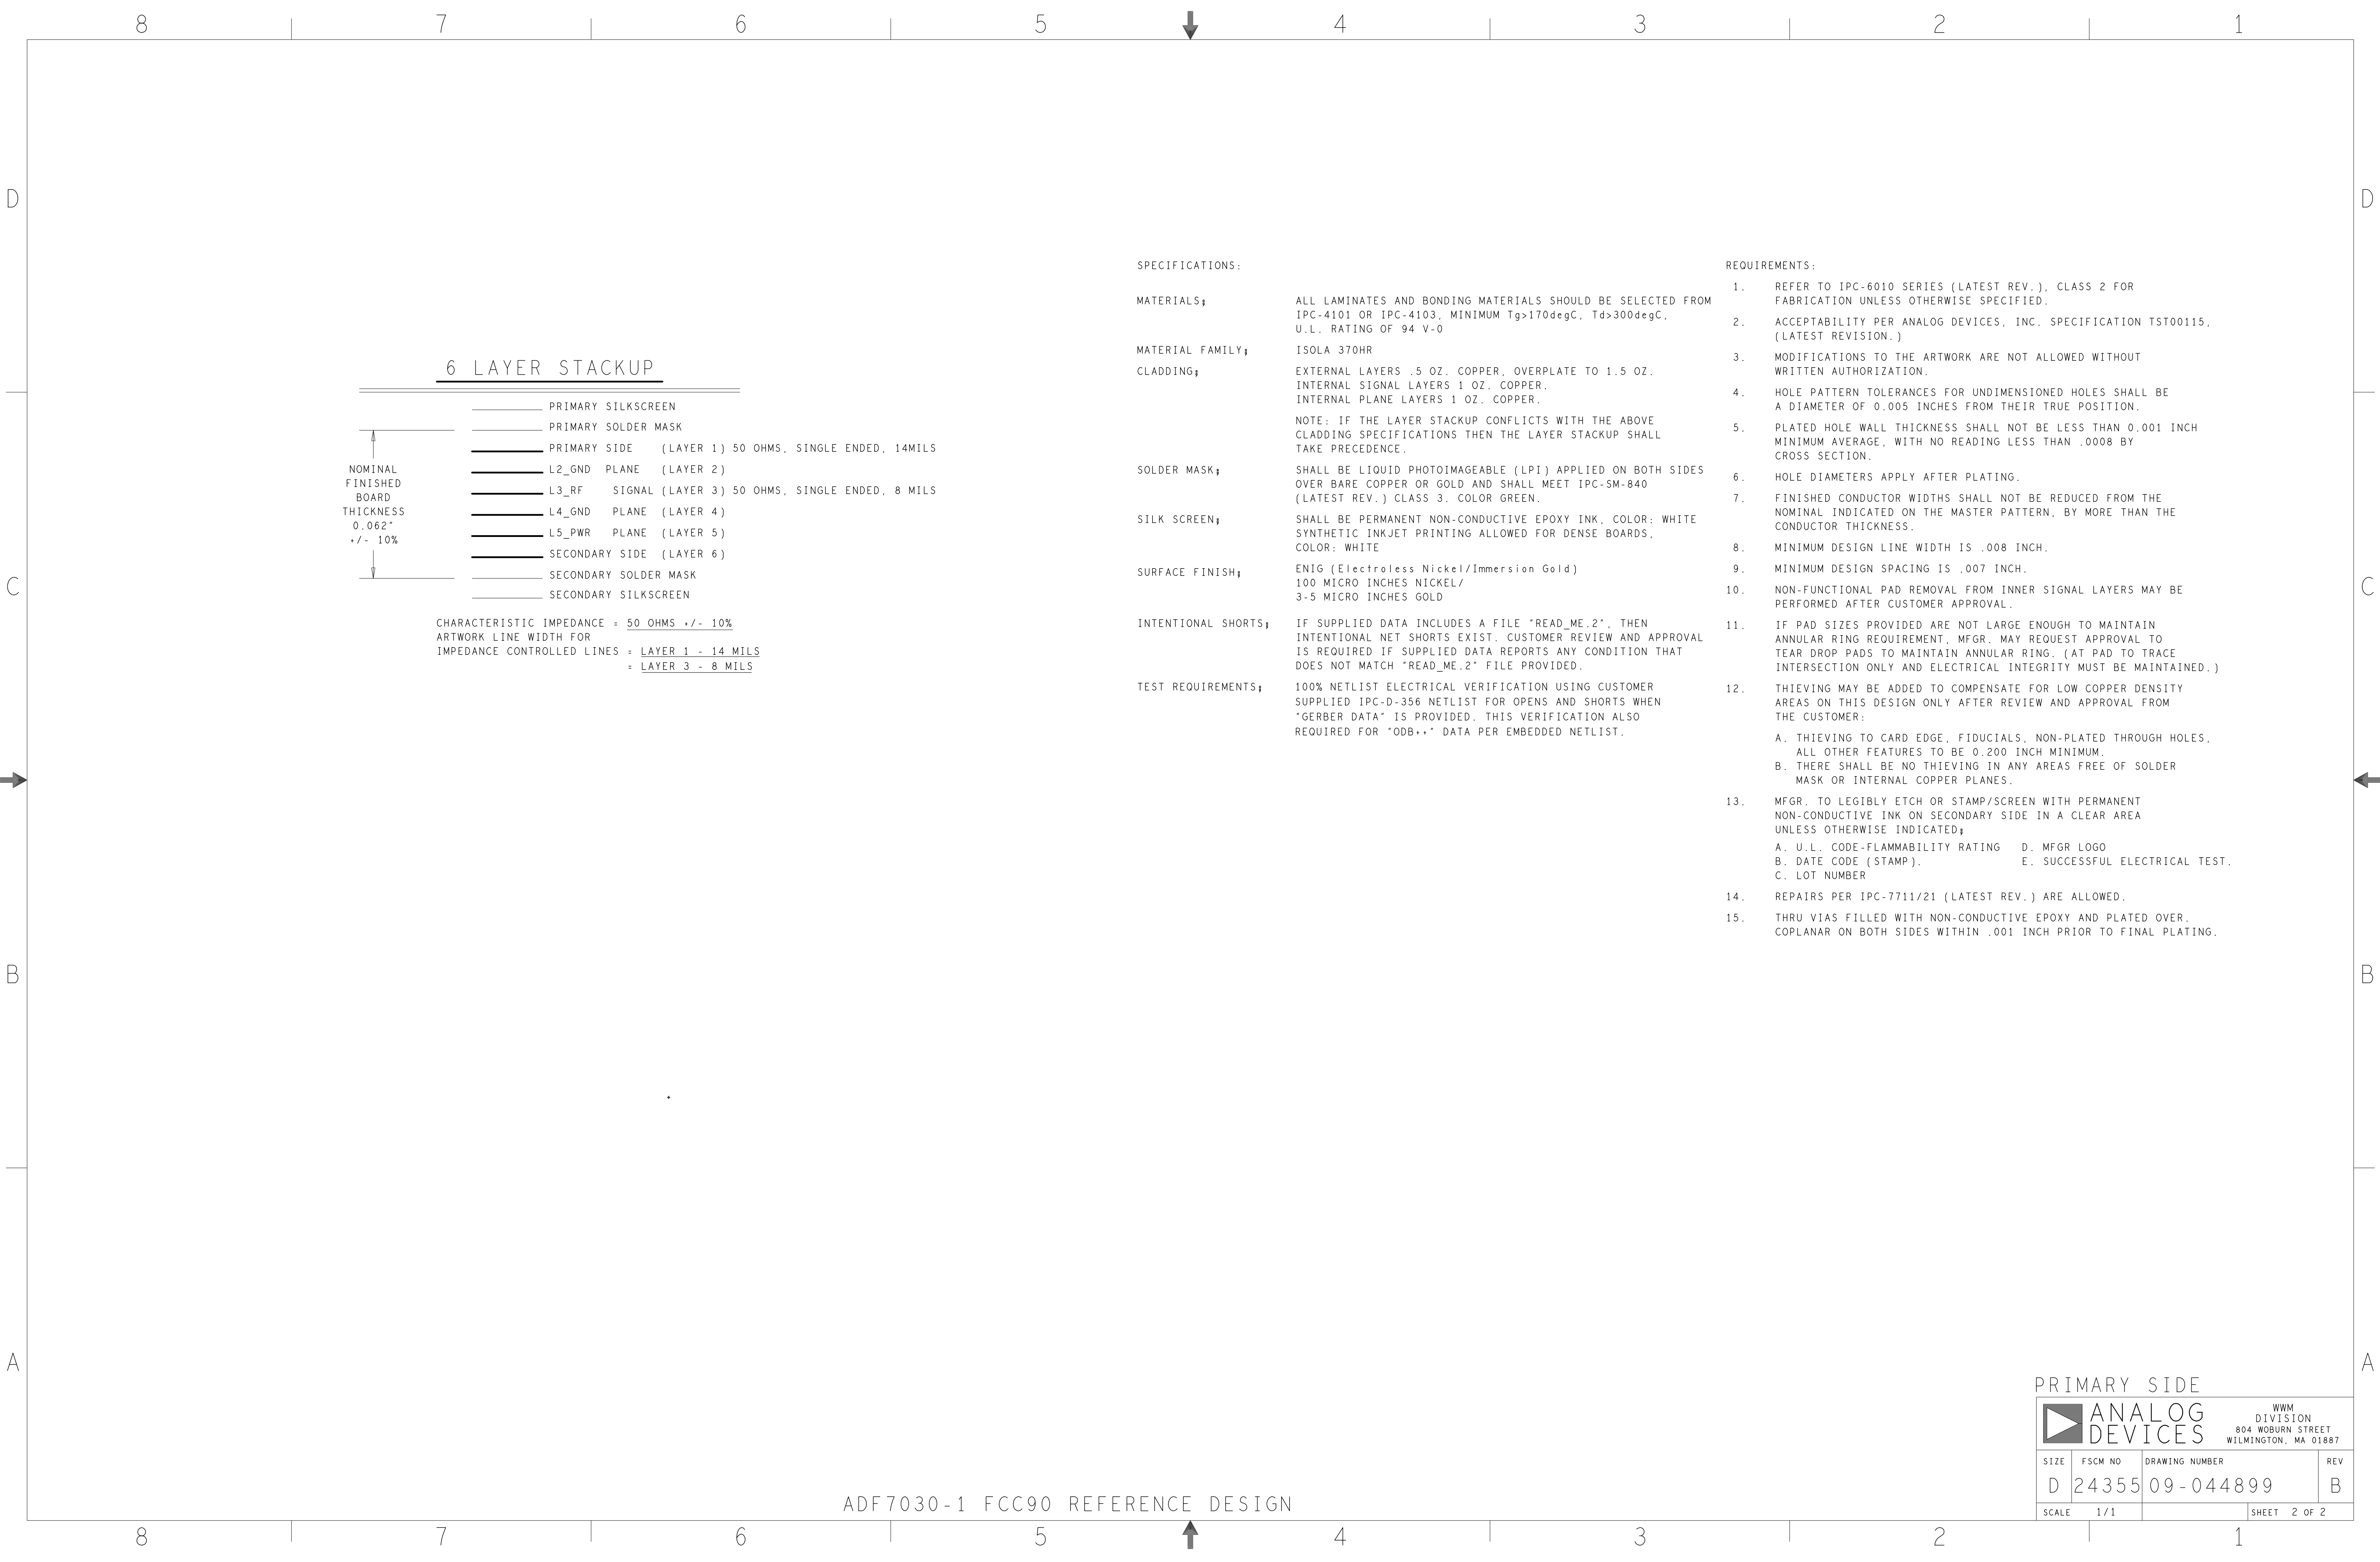 8 7 6 5 4 3 2 1
D
D
C
C
B
B
A
A
6 LAYER STACKUP
PRIMARY SILKSCREEN
PRIMARY SOLDER MASK
PRIMARY SIDE (LAYER 1) 50 OHMS, SINGLE ENDED, 14MILS
L2_GND PLANE (LAYER 2)
L3_RF SIGNAL (LAYER 3) 50 OHMS, SINGLE ENDED, 8 MILS
L4_GND PLANE (LAYER 4)
L5_PWR PLANE (LAYER 5)
SECONDARY SIDE (LAYER 6)
SECONDARY SOLDER MASK
SECONDARY SILKSCREEN
NOMINAL
FINISHED
BOARD
THICKNESS
0.062"
+/- 10%
CHARACTERISTIC IMPEDANCE = 50 OHMS +/- 10%
ARTWORK LINE WIDTH FOR
IMPEDANCE CONTROLLED LINES = LAYER 1 - 14 MILS
= LAYER 3 - 8 MILS
SPECIFICATIONS:
MATERIALS; ALL LAMINATES AND BONDING MATERIALS SHOULD BE SELECTED FROM
IPC-4101 OR IPC-4103, MINIMUM Tg>170degC, Td>300degC,
U.L. RATING OF 94 V-0
MATERIAL FAMILY; ISOLA 370HR
CLADDING; EXTERNAL LAYERS .5 OZ. COPPER, OVERPLATE TO 1.5 OZ.
INTERNAL SIGNAL LAYERS 1 OZ. COPPER.
INTERNAL PLANE LAYERS 1 OZ. COPPER.
NOTE: IF THE LAYER STACKUP CONFLICTS WITH THE ABOVE
CLADDING SPECIFICATIONS THEN THE LAYER STACKUP SHALL
TAKE PRECEDENCE.
SOLDER MASK; SHALL BE LIQUID PHOTOIMAGEABLE (LPI) APPLIED ON BOTH SIDES
OVER BARE COPPER OR GOLD AND SHALL MEET IPC-SM-840
(LATEST REV.) CLASS 3. COLOR GREEN.
SILK SCREEN; SHALL BE PERMANENT NON-CONDUCTIVE EPOXY INK, COLOR: WHITE
SYNTHETIC INKJET PRINTING ALLOWED FOR DENSE BOARDS,
COLOR: WHITE
SURFACE FINISH; ENIG (Electroless Nickel/Immersion Gold)
100 MICRO INCHES NICKEL/
3-5 MICRO INCHES GOLD
INTENTIONAL SHORTS; IF SUPPLIED DATA INCLUDES A FILE "READ_ME.2", THEN
INTENTIONAL NET SHORTS EXIST. CUSTOMER REVIEW AND APPROVAL
IS REQUIRED IF SUPPLIED DATA REPORTS ANY CONDITION THAT
DOES NOT MATCH "READ_ME.2" FILE PROVIDED.
TEST REQUIREMENTS; 100% NETLIST ELECTRICAL VERIFICATION USING CUSTOMER
SUPPLIED IPC-D-356 NETLIST FOR OPENS AND SHORTS WHEN
"GERBER DATA" IS PROVIDED. THIS VERIFICATION ALSO
REQUIRED FOR "ODB++" DATA PER EMBEDDED NETLIST.
REQUIREMENTS:
1. REFER TO IPC-6010 SERIES (LATEST REV.), CLASS 2 FOR
FABRICATION UNLESS OTHERWISE SPECIFIED.
2. ACCEPTABILITY PER ANALOG DEVICES, INC. SPECIFICATION TST00115,
(LATEST REVISION.)
3. MODIFICATIONS TO THE ARTWORK ARE NOT ALLOWED WITHOUT
WRITTEN AUTHORIZATION.
4. HOLE PATTERN TOLERANCES FOR UNDIMENSIONED HOLES SHALL BE
A DIAMETER OF 0.005 INCHES FROM THEIR TRUE POSITION.
5. PLATED HOLE WALL THICKNESS SHALL NOT BE LESS THAN 0.001 INCH
MINIMUM AVERAGE, WITH NO READING LESS THAN .0008 BY
CROSS SECTION.
6. HOLE DIAMETERS APPLY AFTER PLATING.
7. FINISHED CONDUCTOR WIDTHS SHALL NOT BE REDUCED FROM THE
NOMINAL INDICATED ON THE MASTER PATTERN, BY MORE THAN THE
CONDUCTOR THICKNESS.
8. MINIMUM DESIGN LINE WIDTH IS .008 INCH.
9. MINIMUM DESIGN SPACING IS .007 INCH.
10. NON-FUNCTIONAL PAD REMOVAL FROM INNER SIGNAL LAYERS MAY BE
PERFORMED AFTER CUSTOMER APPROVAL.
11. IF PAD SIZES PROVIDED ARE NOT LARGE ENOUGH TO MAINTAIN
ANNULAR RING REQUIREMENT, MFGR. MAY REQUEST APPROVAL TO
TEAR DROP PADS TO MAINTAIN ANNULAR RING. (AT PAD TO TRACE
INTERSECTION ONLY AND ELECTRICAL INTEGRITY MUST BE MAINTAINED.)
12. THIEVING MAY BE ADDED TO COMPENSATE FOR LOW COPPER DENSITY
AREAS ON THIS DESIGN ONLY AFTER REVIEW AND APPROVAL FROM
THE CUSTOMER:
A. THIEVING TO CARD EDGE, FIDUCIALS, NON-PLATED THROUGH HOLES,
ALL OTHER FEATURES TO BE 0.200 INCH MINIMUM.
B. THERE SHALL BE NO THIEVING IN ANY AREAS FREE OF SOLDER
MASK OR INTERNAL COPPER PLANES.
13. MFGR. TO LEGIBLY ETCH OR STAMP/SCREEN WITH PERMANENT
NON-CONDUCTIVE INK ON SECONDARY SIDE IN A CLEAR AREA
UNLESS OTHERWISE INDICATED;
A. U.L. CODE-FLAMMABILITY RATING D. MFGR LOGO
B. DATE CODE (STAMP). E. SUCCESSFUL ELECTRICAL TEST.
C. LOT NUMBER
14. REPAIRS PER IPC-7711/21 (LATEST REV.) ARE ALLOWED.
15. THRU VIAS FILLED WITH NON-CONDUCTIVE EPOXY AND PLATED OVER.
COPLANAR ON BOTH SIDES WITHIN .001 INCH PRIOR TO FINAL PLATING.
PRIMARY SIDE
ANALOG
DEVICES
WWM
DIVISION
804 WOBURN STREET
WILMINGTON, MA 01887
SIZE FSCM NO DRAWING NUMBER REV
D 24355 09-044899 B
SCALE 1/1 SHEET 2 OF 2
ADF7030-1 FCC90 REFERENCE DESIGN
8 7 6 5 4 3 2 1